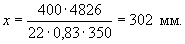 x = 400·4826 / 22·0,83·350 = 302 мм.